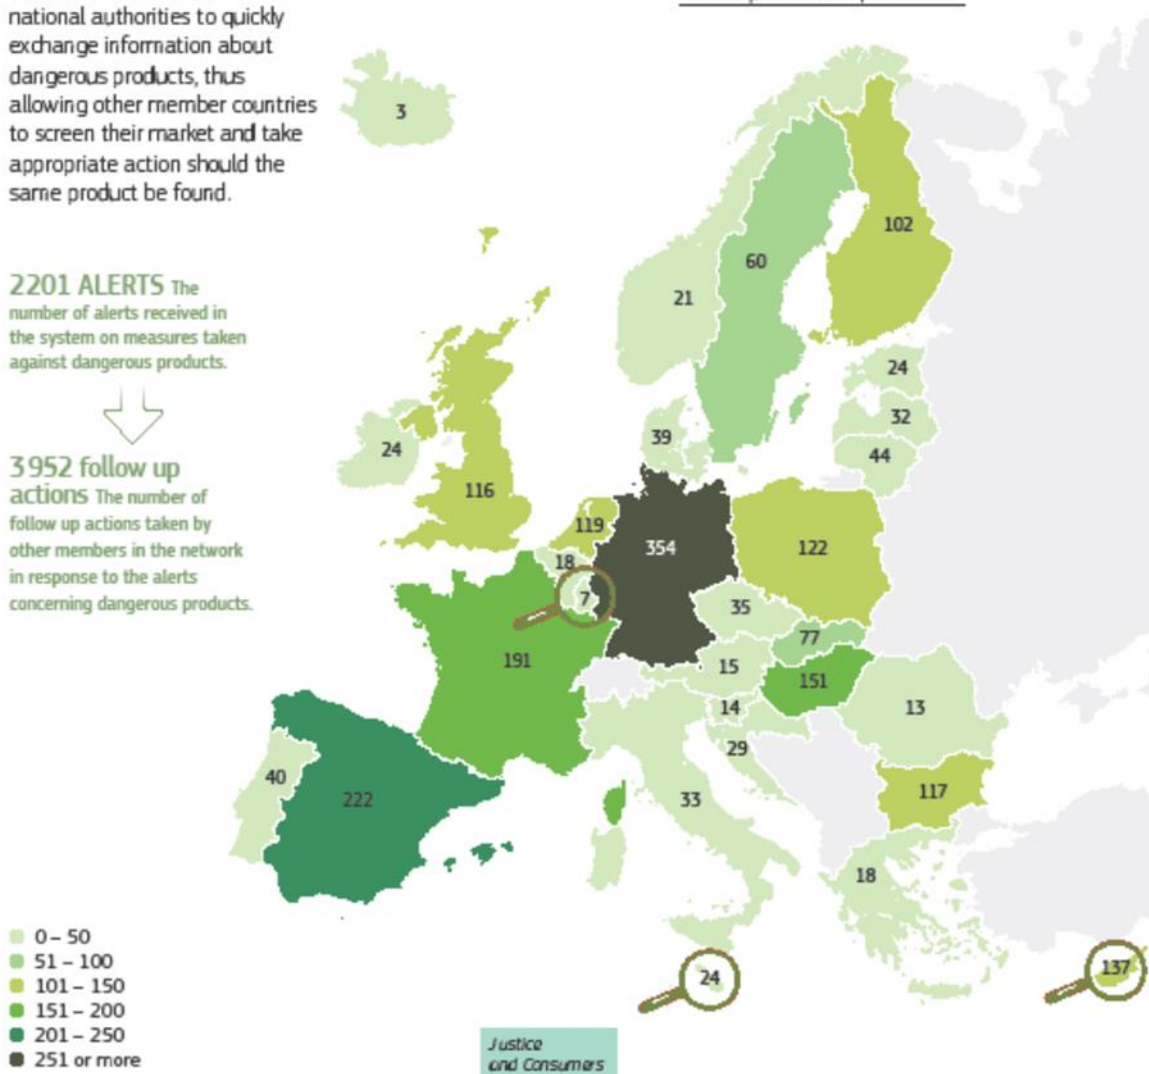 national authorities to quickly
exchange information about
dangerous products, thus
allowing other member countries
to screen their market and take
appropriate action should the
same product be found.
2201 ALERTS The
number of alerts received in
the system on measures taken
against dangerous products.
3952 follow up
actions The number of
follow up actions taken by
other members in the network
in response to the alerts
concerning dangerous products.
3
102
60
21
24
32
39
44
24
116
119
354
122
18
7
35
77
191
15
151
14
13
29
40
222
33
117
18
24
137
0 – 50
51 – 100
101 – 150
151 – 200
201 – 250
251 or more
Justice
and Consumers